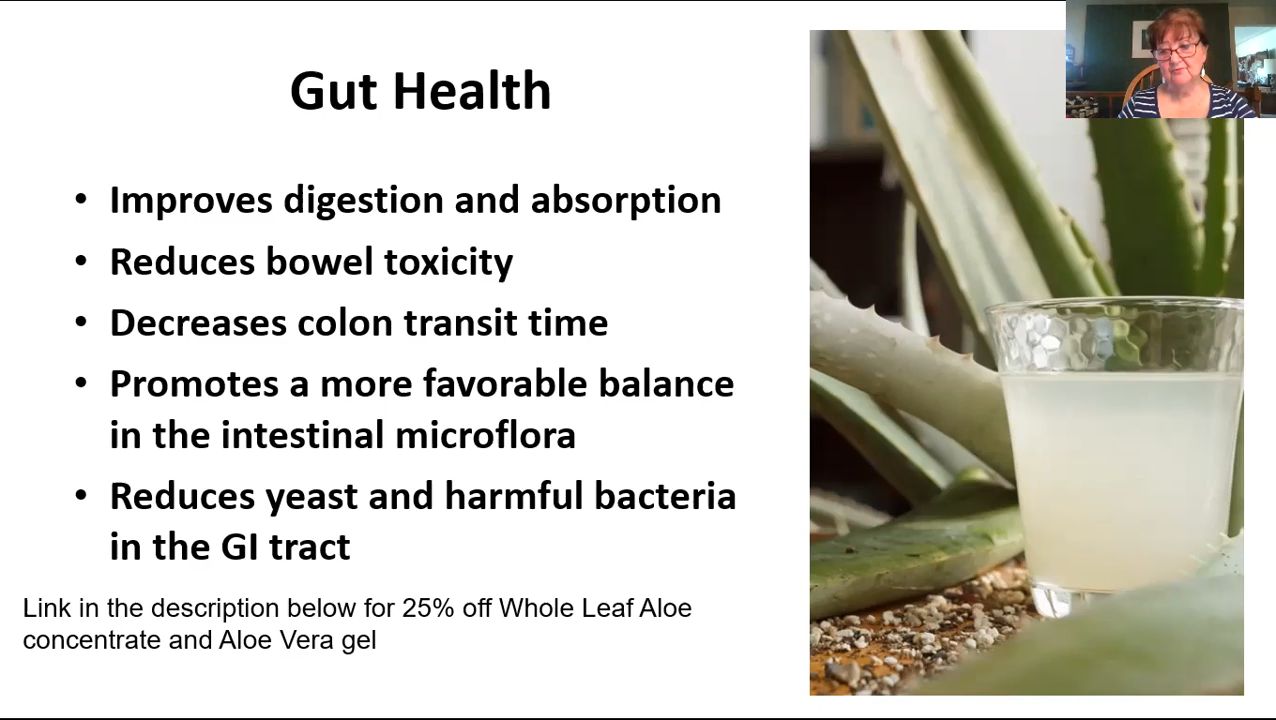 Gut Health
• Improves digestion and absorption
• Reduces bowel toxicity
• Decreases colon transit time
• Promotes a more favorable balance
in the intestinal microflora
• Reduces yeast and harmful bacteria
in the GI tract
Link in the description below for 25% off Whole Leaf Aloe
concentrate and Aloe Vera gel